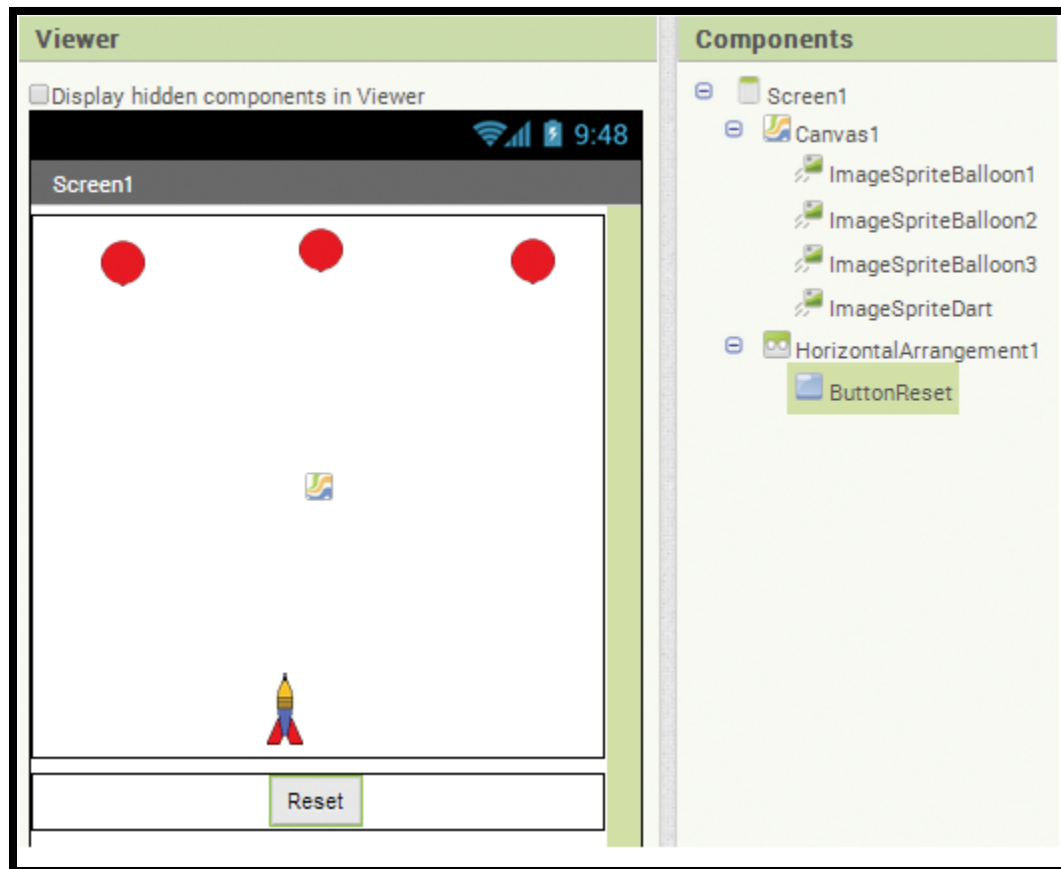 Viewer
Display hidden components in Viewer
9:48
Screen1
Reset
Components
Screen1
Canvas1
ImageSpriteBalloon1
ImageSpriteBalloon2
ImageSpriteBalloon3
ImageSpriteDart
HorizontalArrangement1
ButtonReset